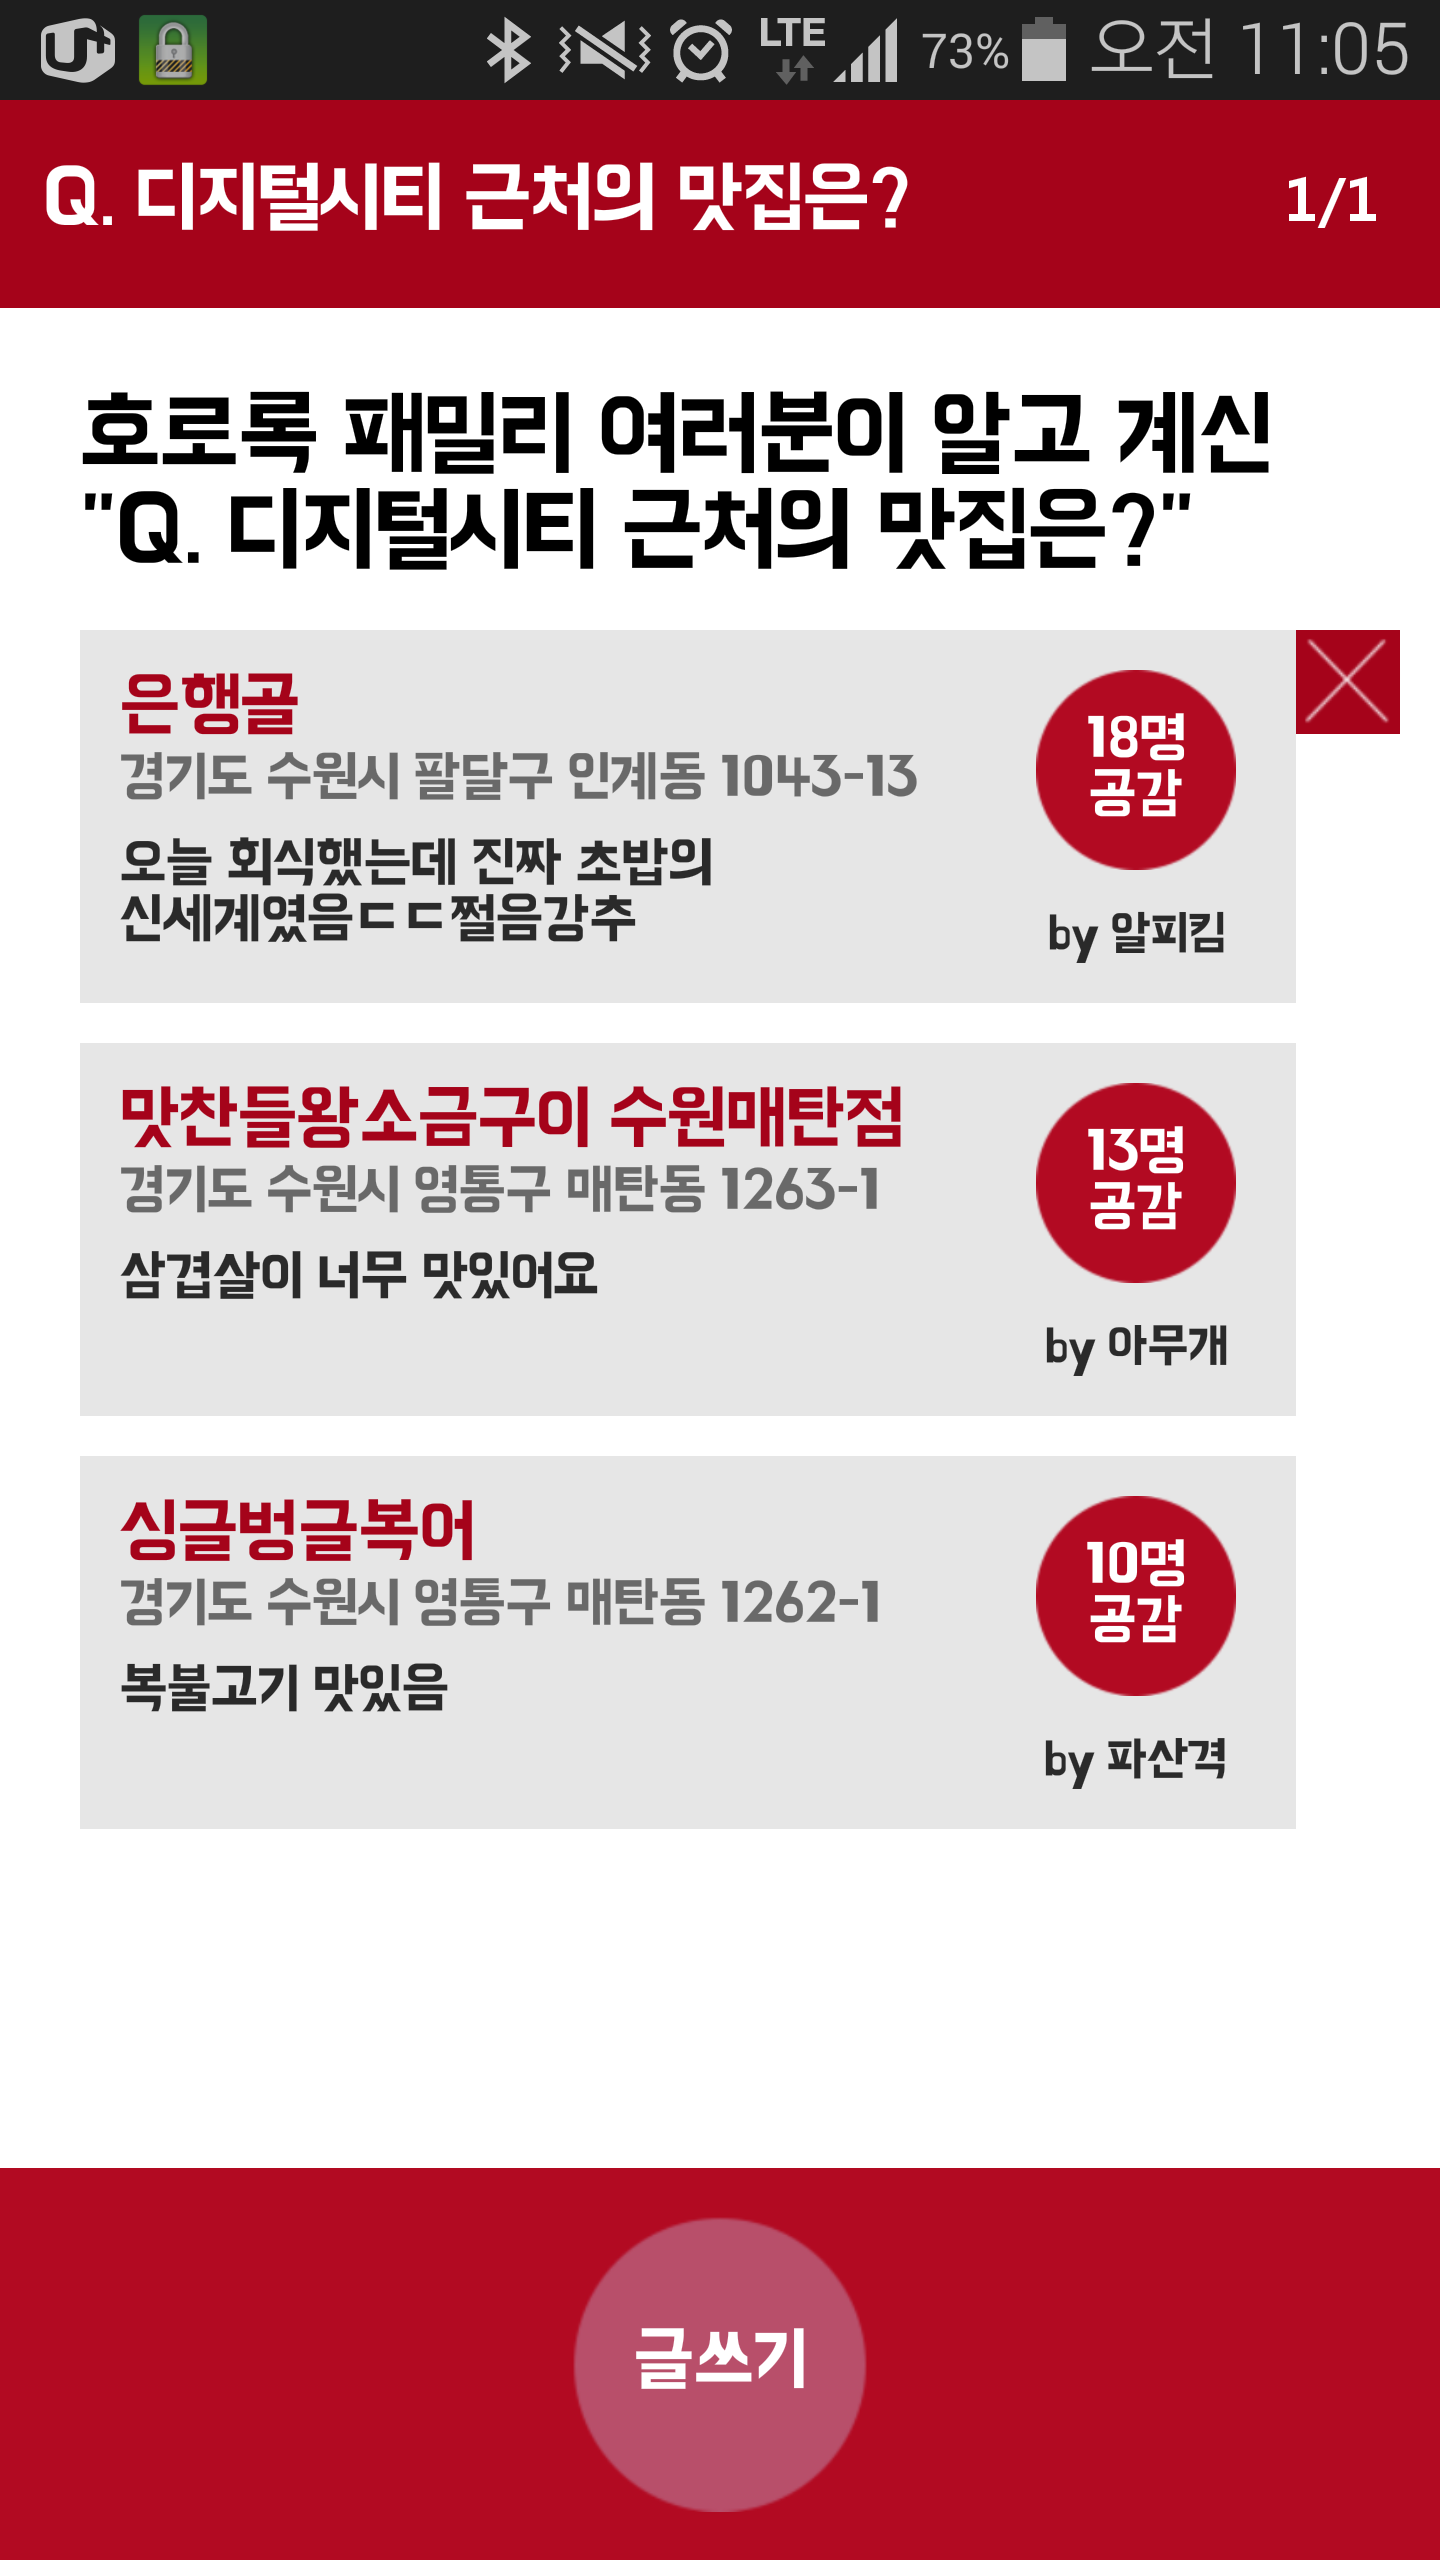 LTE 73% 오전 11:05
Q. 디지털시티 근처의 맛집은? 1/1
호로록 패밀리 여러분이 알고 계신
"Q. 디지털시티 근처의 맛집은?"
은행골
경기도 수원시 팔달구 인계동 1043-13
오늘 회식했는데 진짜 초밥의
신세계였음ㄷㄷ쩔음강추
18명
공감
by 알피킴
맛찬들왕소금구이 수원매탄점
경기도 수원시 영통구 매탄동 1263-1
삼겹살이 너무 맛있어요
13명
공감
by 아무개
싱글벙글복어
경기도 수원시 영통구 매탄동 1262-1
복불고기 맛있음
10명
공감
by 파산격
글쓰기